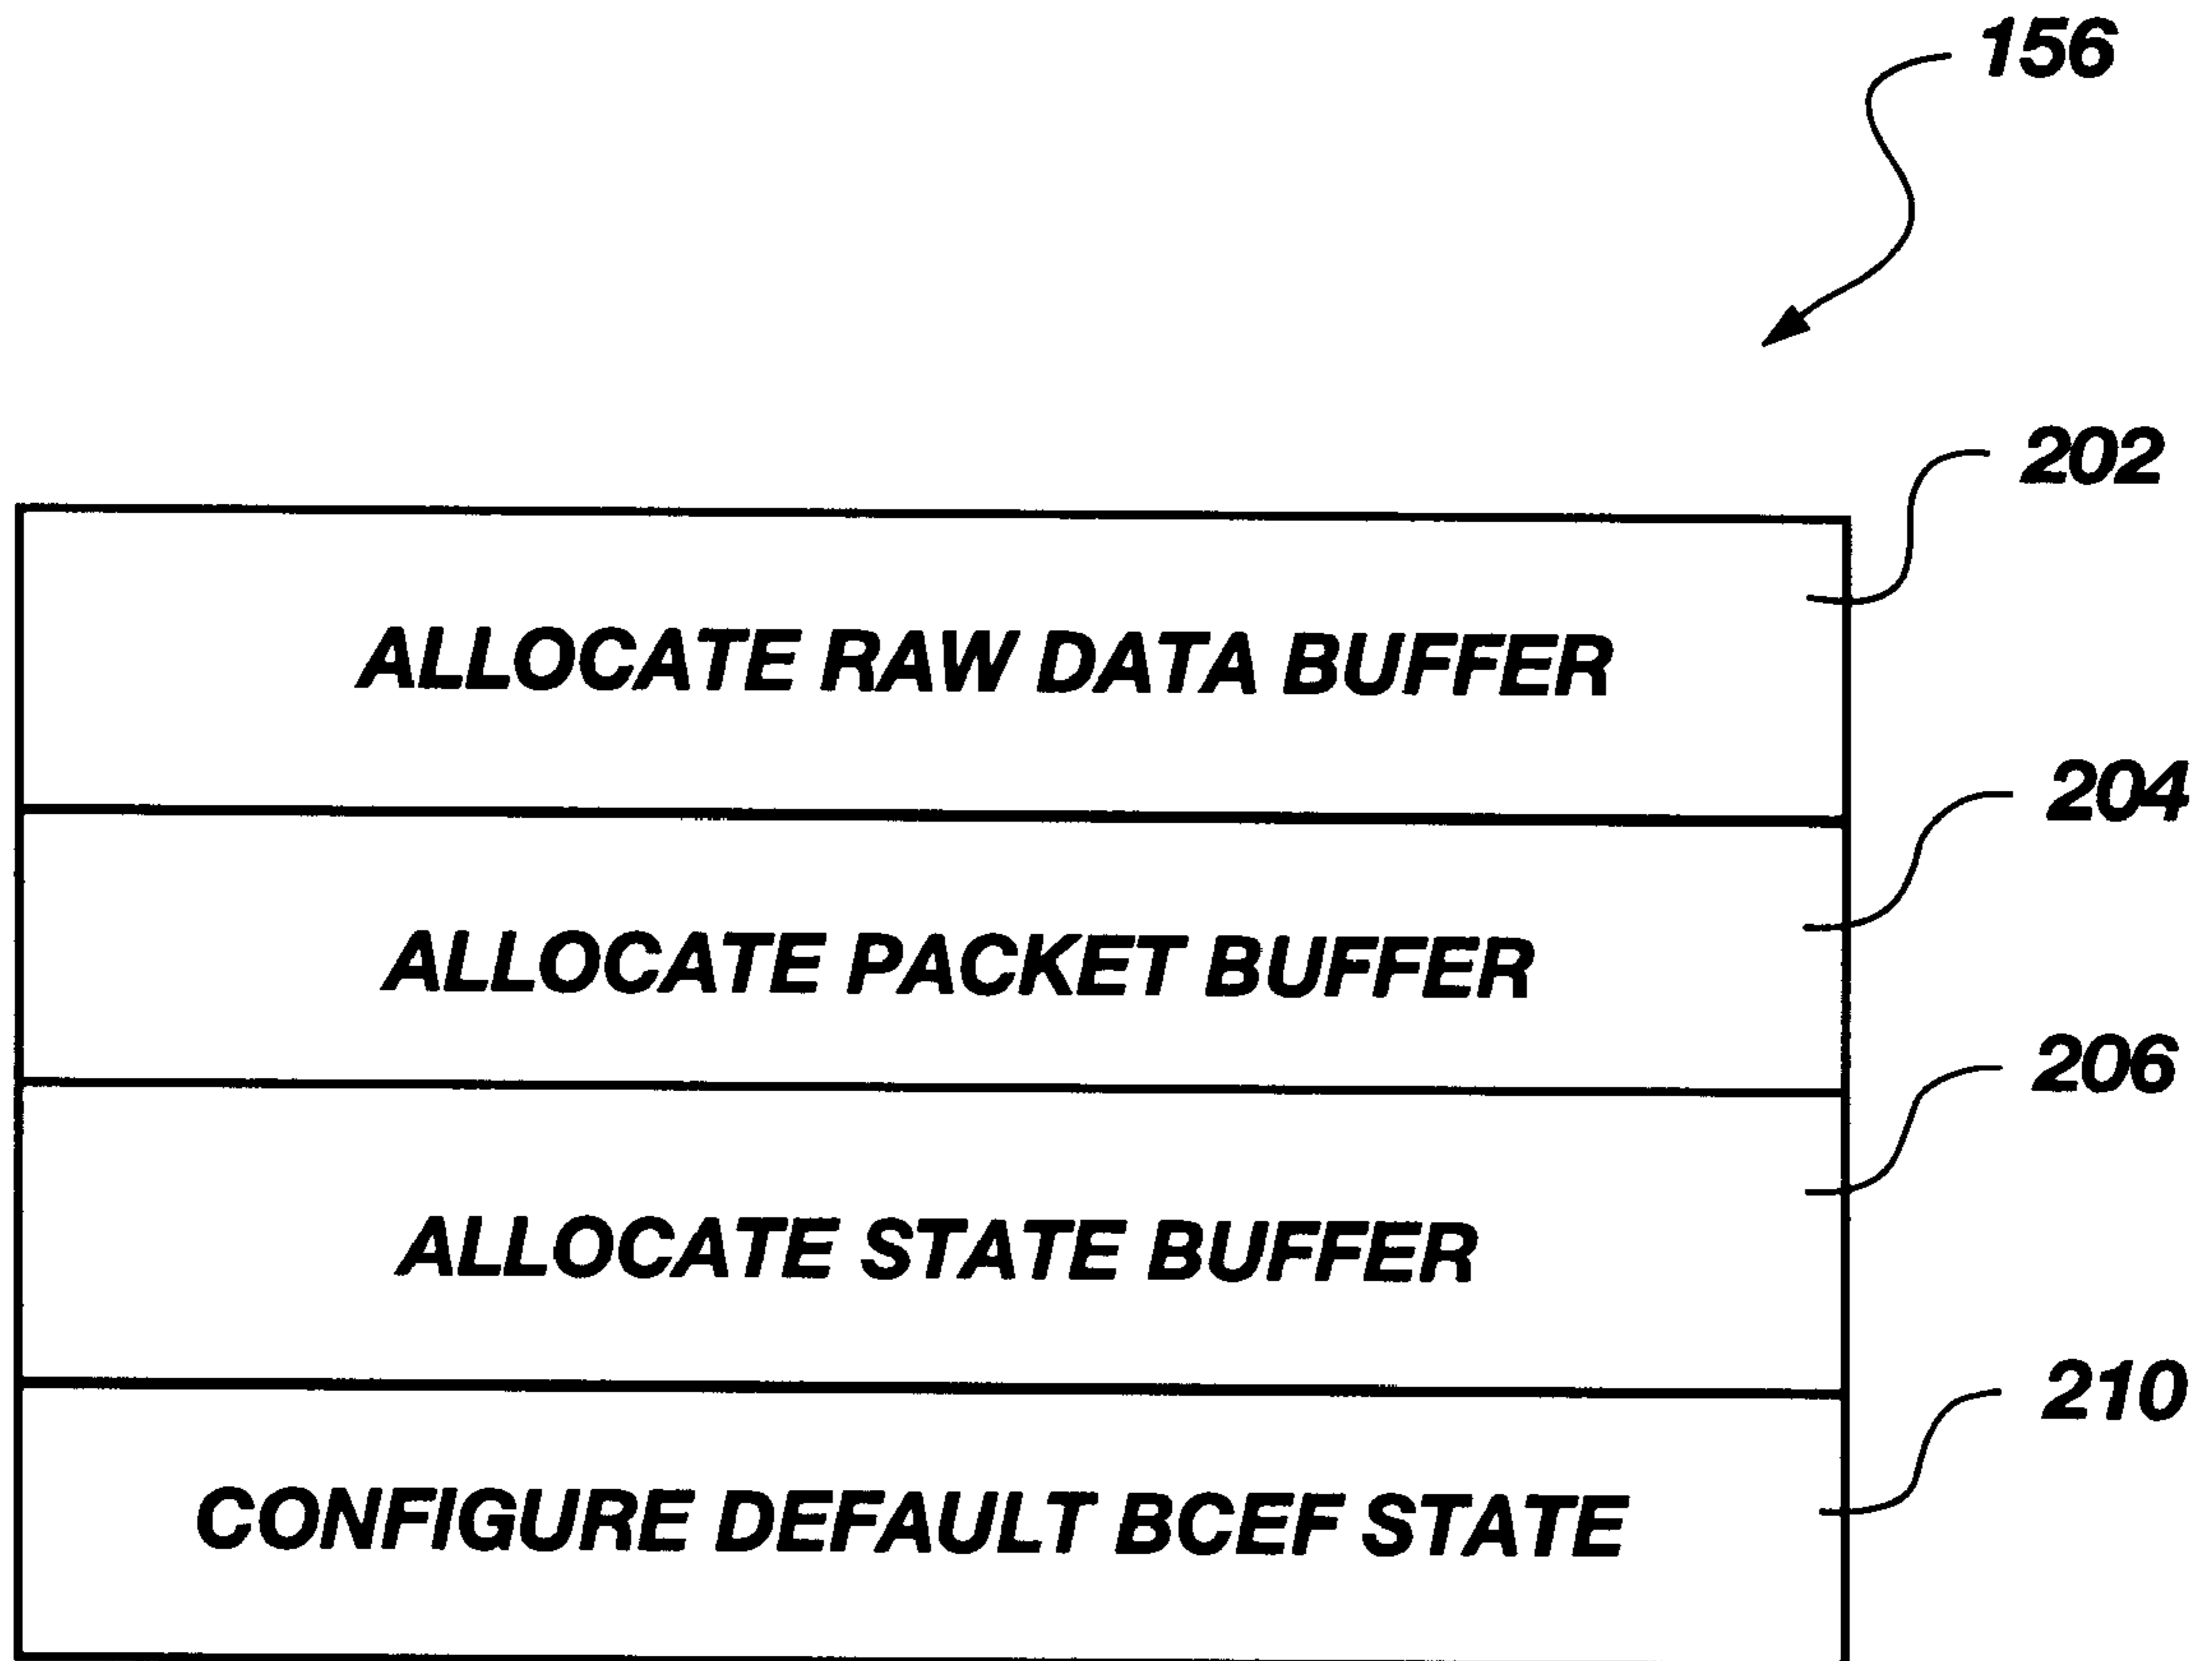 156
202
ALLOCATE RAW DATA BUFFER
204
ALLOCATE PACKET BUFFER
206
ALLOCATE STATE BUFFER
210
CONFIGURE DEFAULT BCEF STATE